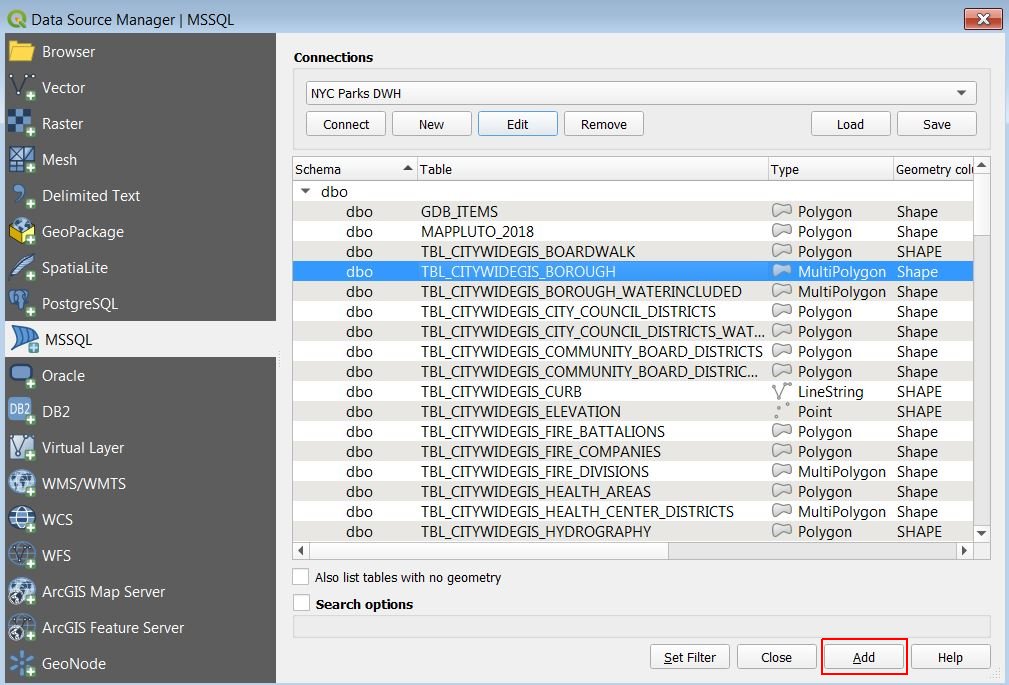 Data Source Manager | MSSQL
Browser
Vector
Raster
Mesh
Delimited Text
GeoPackage
SpatiaLite
PostgreSQL
MSSQL
Oracle
DB2
DB2
Virtual Layer
WMS/WMTS
WCS
WFS
ArcGIS Map Server
ArcGIS Feature Server
GeoNode
Connections
NYC Parks DWH
Connect New Edit Remove Load Save
Schema Table Type Geometry colu
dbo
dbo GDB_ITEMS Polygon Shape
dbo MAPPLUTO_2018 Polygon Shape
dbo TBL_CITYWIDEGIS_BOARDWALK Polygon SHAPE
dbo TBL_CITYWIDEGIS_BOROUGH MultiPolygon Shape
dbo TBL_CITYWIDEGIS_BOROUGH_WATERINCLUDED MultiPolygon Shape
dbo TBL_CITYWIDEGIS_CITY_COUNCIL_DISTRICTS Polygon Shape
dbo TBL_CITYWIDEGIS_CITY_COUNCIL_DISTRICTS_WAT... Polygon Shape
dbo TBL_CITYWIDEGIS_COMMUNITY_BOARD_DISTRICTS Polygon Shape
dbo TBL_CITYWIDEGIS_COMMUNITY_BOARD_DISTRIC... Polygon Shape
dbo TBL_CITYWIDEGIS_CURB LineString SHAPE
dbo TBL_CITYWIDEGIS_ELEVATION Point SHAPE
dbo TBL_CITYWIDEGIS_FIRE_BATTALIONS Polygon Shape
dbo TBL_CITYWIDEGIS_FIRE_COMPANIES Polygon Shape
dbo TBL_CITYWIDEGIS_FIRE_DIVISIONS MultiPolygon Shape
dbo TBL_CITYWIDEGIS_HEALTH_AREAS Polygon Shape
dbo TBL_CITYWIDEGIS_HEALTH_CENTER_DISTRICTS MultiPolygon Shape
dbo TBL_CITYWIDEGIS_HYDROGRAPHY Polygon SHAPE
Also list tables with no geometry
Search options
Set Filter Close Add Help